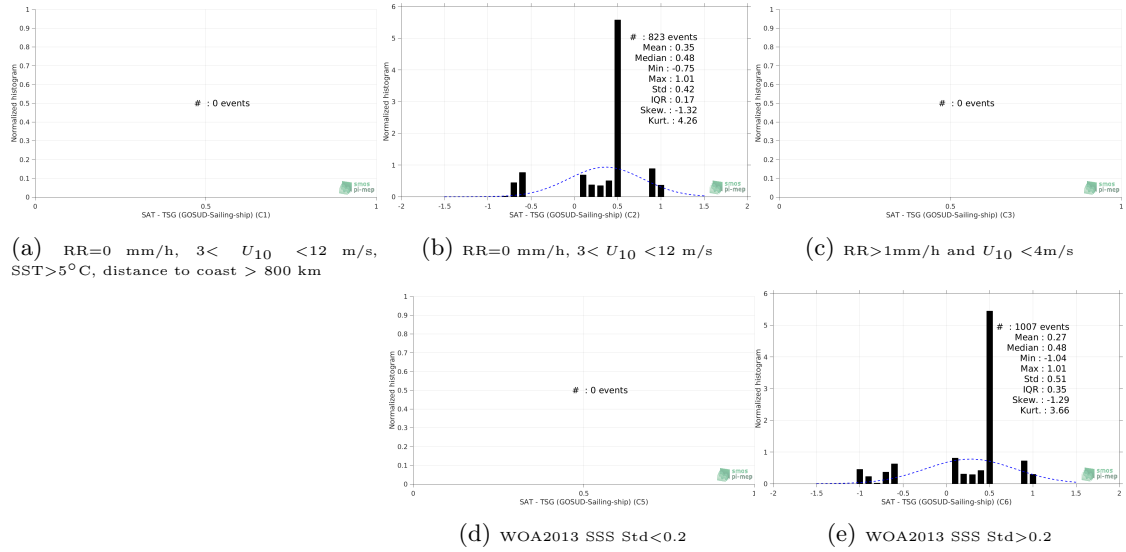 1
0.9
0.8
0.7
0.6
0.5
0.4
0.3
0.2
0.1
0
Normalized histogram
# : 0 events
smos
pi-mep
0 0.5 1
SAT - TSG (GOSUD-Sailing-ship) (C1)
(a) RR=0 mm/h, 3< U10 <12 m/s,
SST>5°C, distance to coast > 800 km
6
5
4
3
2
1
0
Normalized histogram
# : 823 events
Mean : 0.35
Median : 0.48
Min : -0.75
Max : 1.01
Std : 0.42
IQR : 0.17
Skew. : -1.32
Kurt. : 4.26
smos
pi-mep
-2 -1.5 -1 -0.5 0 0.5 1 1.5 2
SAT - TSG (GOSUD-Sailing-ship) (C2)
(b) RR=0 mm/h, 3< U10 <12 m/s
1
0.9
0.8
0.7
0.6
0.5
0.4
0.3
0.2
0.1
0
Normalized histogram
# : 0 events
smos
pi-mep
0 0.5 1
SAT - TSG (GOSUD-Sailing-ship) (C3)
(c) RR>1mm/h and U10 <4m/s
1
0.9
0.8
0.7
0.6
0.5
0.4
0.3
0.2
0.1
0
Normalized histogram
# : 0 events
smos
pi-mep
0 0.5 1
SAT - TSG (GOSUD-Sailing-ship) (C5)
(d) WOA2013 SSS Std<0.2
6
5
4
3
2
1
0
Normalized histogram
# : 1007 events
Mean : 0.27
Median : 0.48
Min : -1.04
Max : 1.01
Std : 0.51
IQR : 0.35
Skew. : -1.29
Kurt. : 3.66
smos
pi-mep
-2 -1.5 -1 -0.5 0 0.5 1 1.5 2
SAT - TSG (GOSUD-Sailing-ship) (C6)
(e) WOA2013 SSS Std>0.2